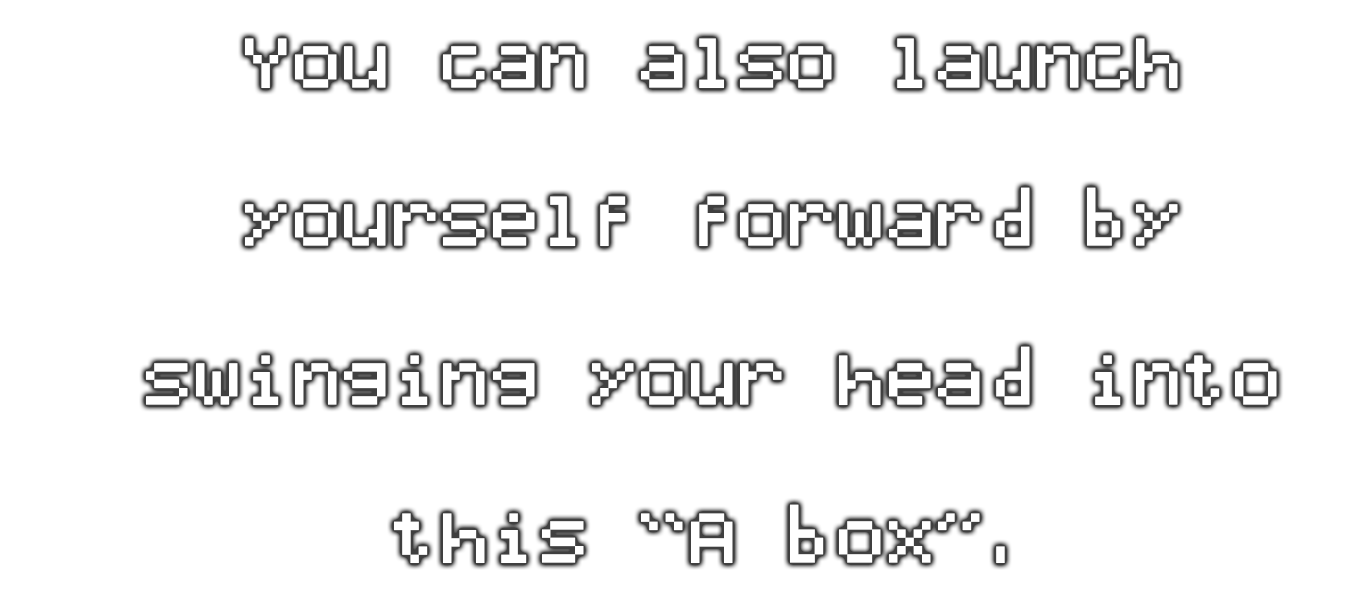 You can also launch
yourself forward by
swinging your head into
this “A box”.